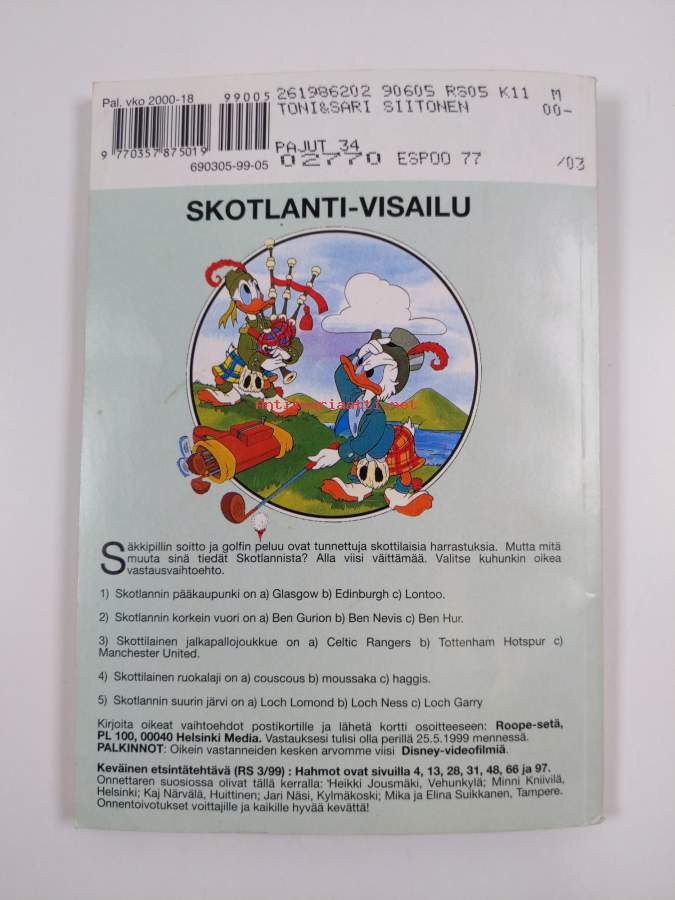 Pal. vko 2000-18
99005
261986202 90605 RS05 K11 M
TONI&SARI SIITONEN 00-
PAJUT 34
02770 ESPOO 77 /03
9 770357 875019
690305-99-05
SKOTLANTI-VISAILU
Antikvariaatti.net
Säkkipillin soitto ja golfin peluu ovat tunnettuja skottilaisia harrastuksia. Mutta mitä
muuta sinä tiedät Skotlannista? Alla viisi väittämää. Valitse kuhunkin oikea
vastausvaihtoehto.
1) Skotlannin pääkaupunki on a) Glasgow b) Edinburgh c) Lontoo.
2) Skotlannin korkein vuori on a) Ben Gurion b) Ben Nevis c) Ben Hur.
3) Skottilainen jalkapallojoukkue on a) Celtic Rangers b) Tottenham Hotspur c)
Manchester United.
4) Skottilainen ruokalaji on a) couscous b) moussaka c) haggis.
5) Skotlannin suurin järvi on a) Loch Lomond b) Loch Ness c) Loch Garry
Kirjoita oikeat vaihtoehdot postikortille ja lähetä kortti osoitteeseen: Roope-setä,
PL 100, 00040 Helsinki Media. Vastauksesi tulisi olla perillä 25.5.1999 mennessä.
PALKINNOT: Oikein vastanneiden kesken arvomme viisi Disney-videofilmiä.
Keväinen etsintätehtävä (RS 3/99) : Hahmot ovat sivuilla 4, 13, 28, 31, 48, 66 ja 97.
Onnettaren suosiossa olivat tällä kerralla: Heikki Jousmäki, Vehunkylä; Minni Kniivilä,
Helsinki; Kaj Närvälä, Huittinen; Jari Näsi, Kylmäkoski; Mika ja Elina Suikkanen, Tampere.
Onnentoivotukset voittajille ja kaikille hyvää kevättä!